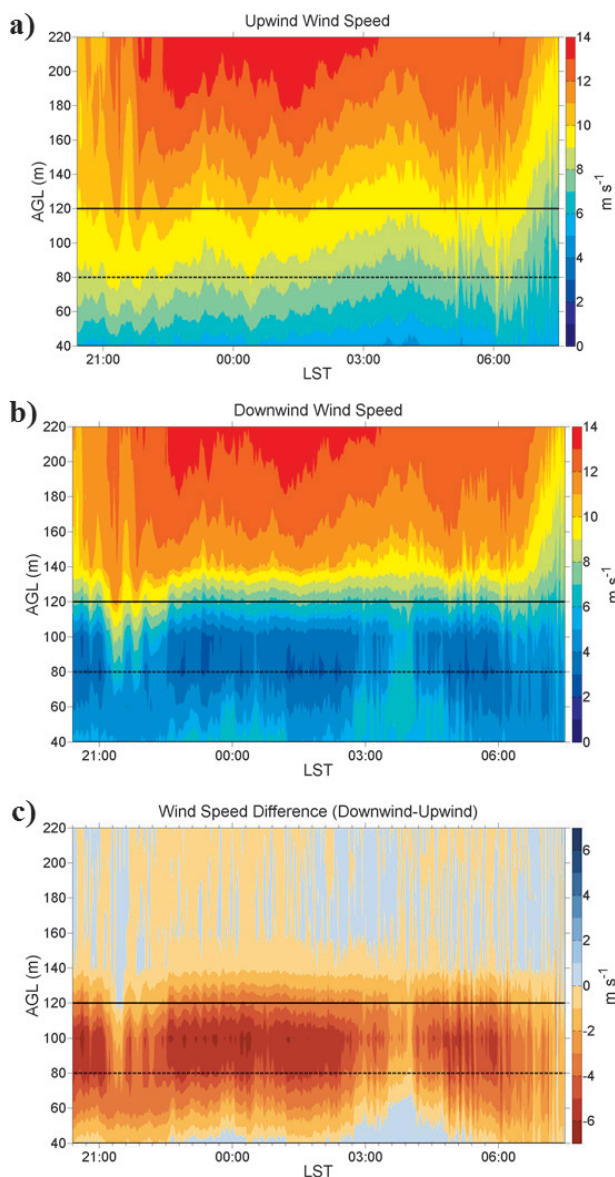 a)
Upwind Wind Speed
220
200
180
160
140
120
100
80
60
40
AGL (m)
21:00 00:00 03:00 06:00
LST
14
12
10
8
6
4
2
0
m s⁻¹
b)
Downwind Wind Speed
220
200
180
160
140
120
100
80
60
40
AGL (m)
21:00 00:00 03:00 06:00
LST
14
12
10
8
6
4
2
0
m s⁻¹
c)
Wind Speed Difference (Downwind-Upwind)
220
200
180
160
140
120
100
80
60
40
AGL (m)
21:00 00:00 03:00 06:00
LST
6
4
2
0
-2
-4
-6
m s⁻¹